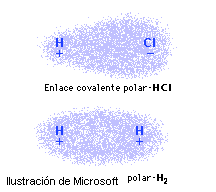 H Cl
+ −
Enlace covalente polar-HCl
H H
+ +
polar-H₂
Ilustración de Microsoft